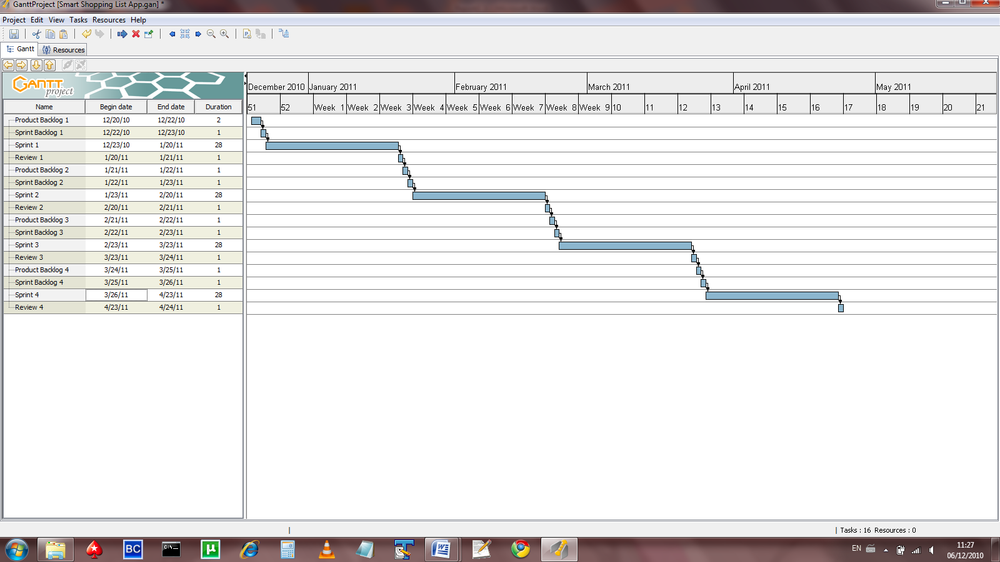 GanttProject [Smart Shopping List App.gan] *
Project Edit View Tasks Resources Help
Gantt Resources
GANTT project
December 2010 January 2011 February 2011 March 2011 April 2011 May 2011
Name Begin date End date Duration
51 52 Week 1 Week 2 Week 3 Week 4 Week 5 Week 6 Week 7 Week 8 Week 9 10 11 12 13 14 15 16 17 18 19 20 21
Product Backlog 1 12/20/10 12/22/10 2
Sprint Backlog 1 12/22/10 12/23/10 1
Sprint 1 12/23/10 1/20/11 28
Review 1 1/20/11 1/21/11 1
Product Backlog 2 1/21/11 1/22/11 1
Sprint Backlog 2 1/22/11 1/23/11 1
Sprint 2 1/23/11 2/20/11 28
Review 2 2/20/11 2/21/11 1
Product Backlog 3 2/21/11 2/22/11 1
Sprint Backlog 3 2/22/11 2/23/11 1
Sprint 3 2/23/11 3/23/11 28
Review 3 3/23/11 3/24/11 1
Product Backlog 4 3/24/11 3/25/11 1
Sprint Backlog 4 3/25/11 3/26/11 1
Sprint 4 3/26/11 4/23/11 28
Review 4 4/23/11 4/24/11 1
Tasks : 16 Resources : 0
BC C:\ µ W EN 11:27
06/12/2010